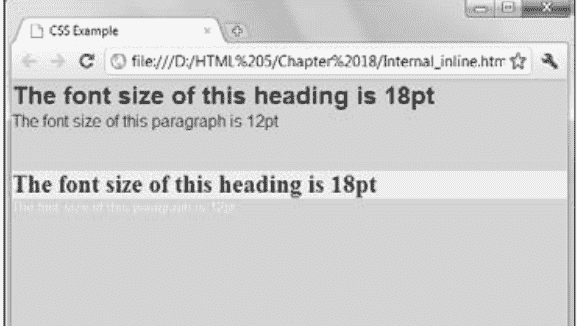 CSS Example
file:///D:/HTML%205/Chapter%2018/Internal_inline.htm
The font size of this heading is 18pt
The font size of this paragraph is 12pt
The font size of this heading is 18pt
The font size of this paragraph is 12pt